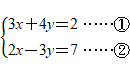 3x+4y=2 ……①
2x-3y=7 ……②